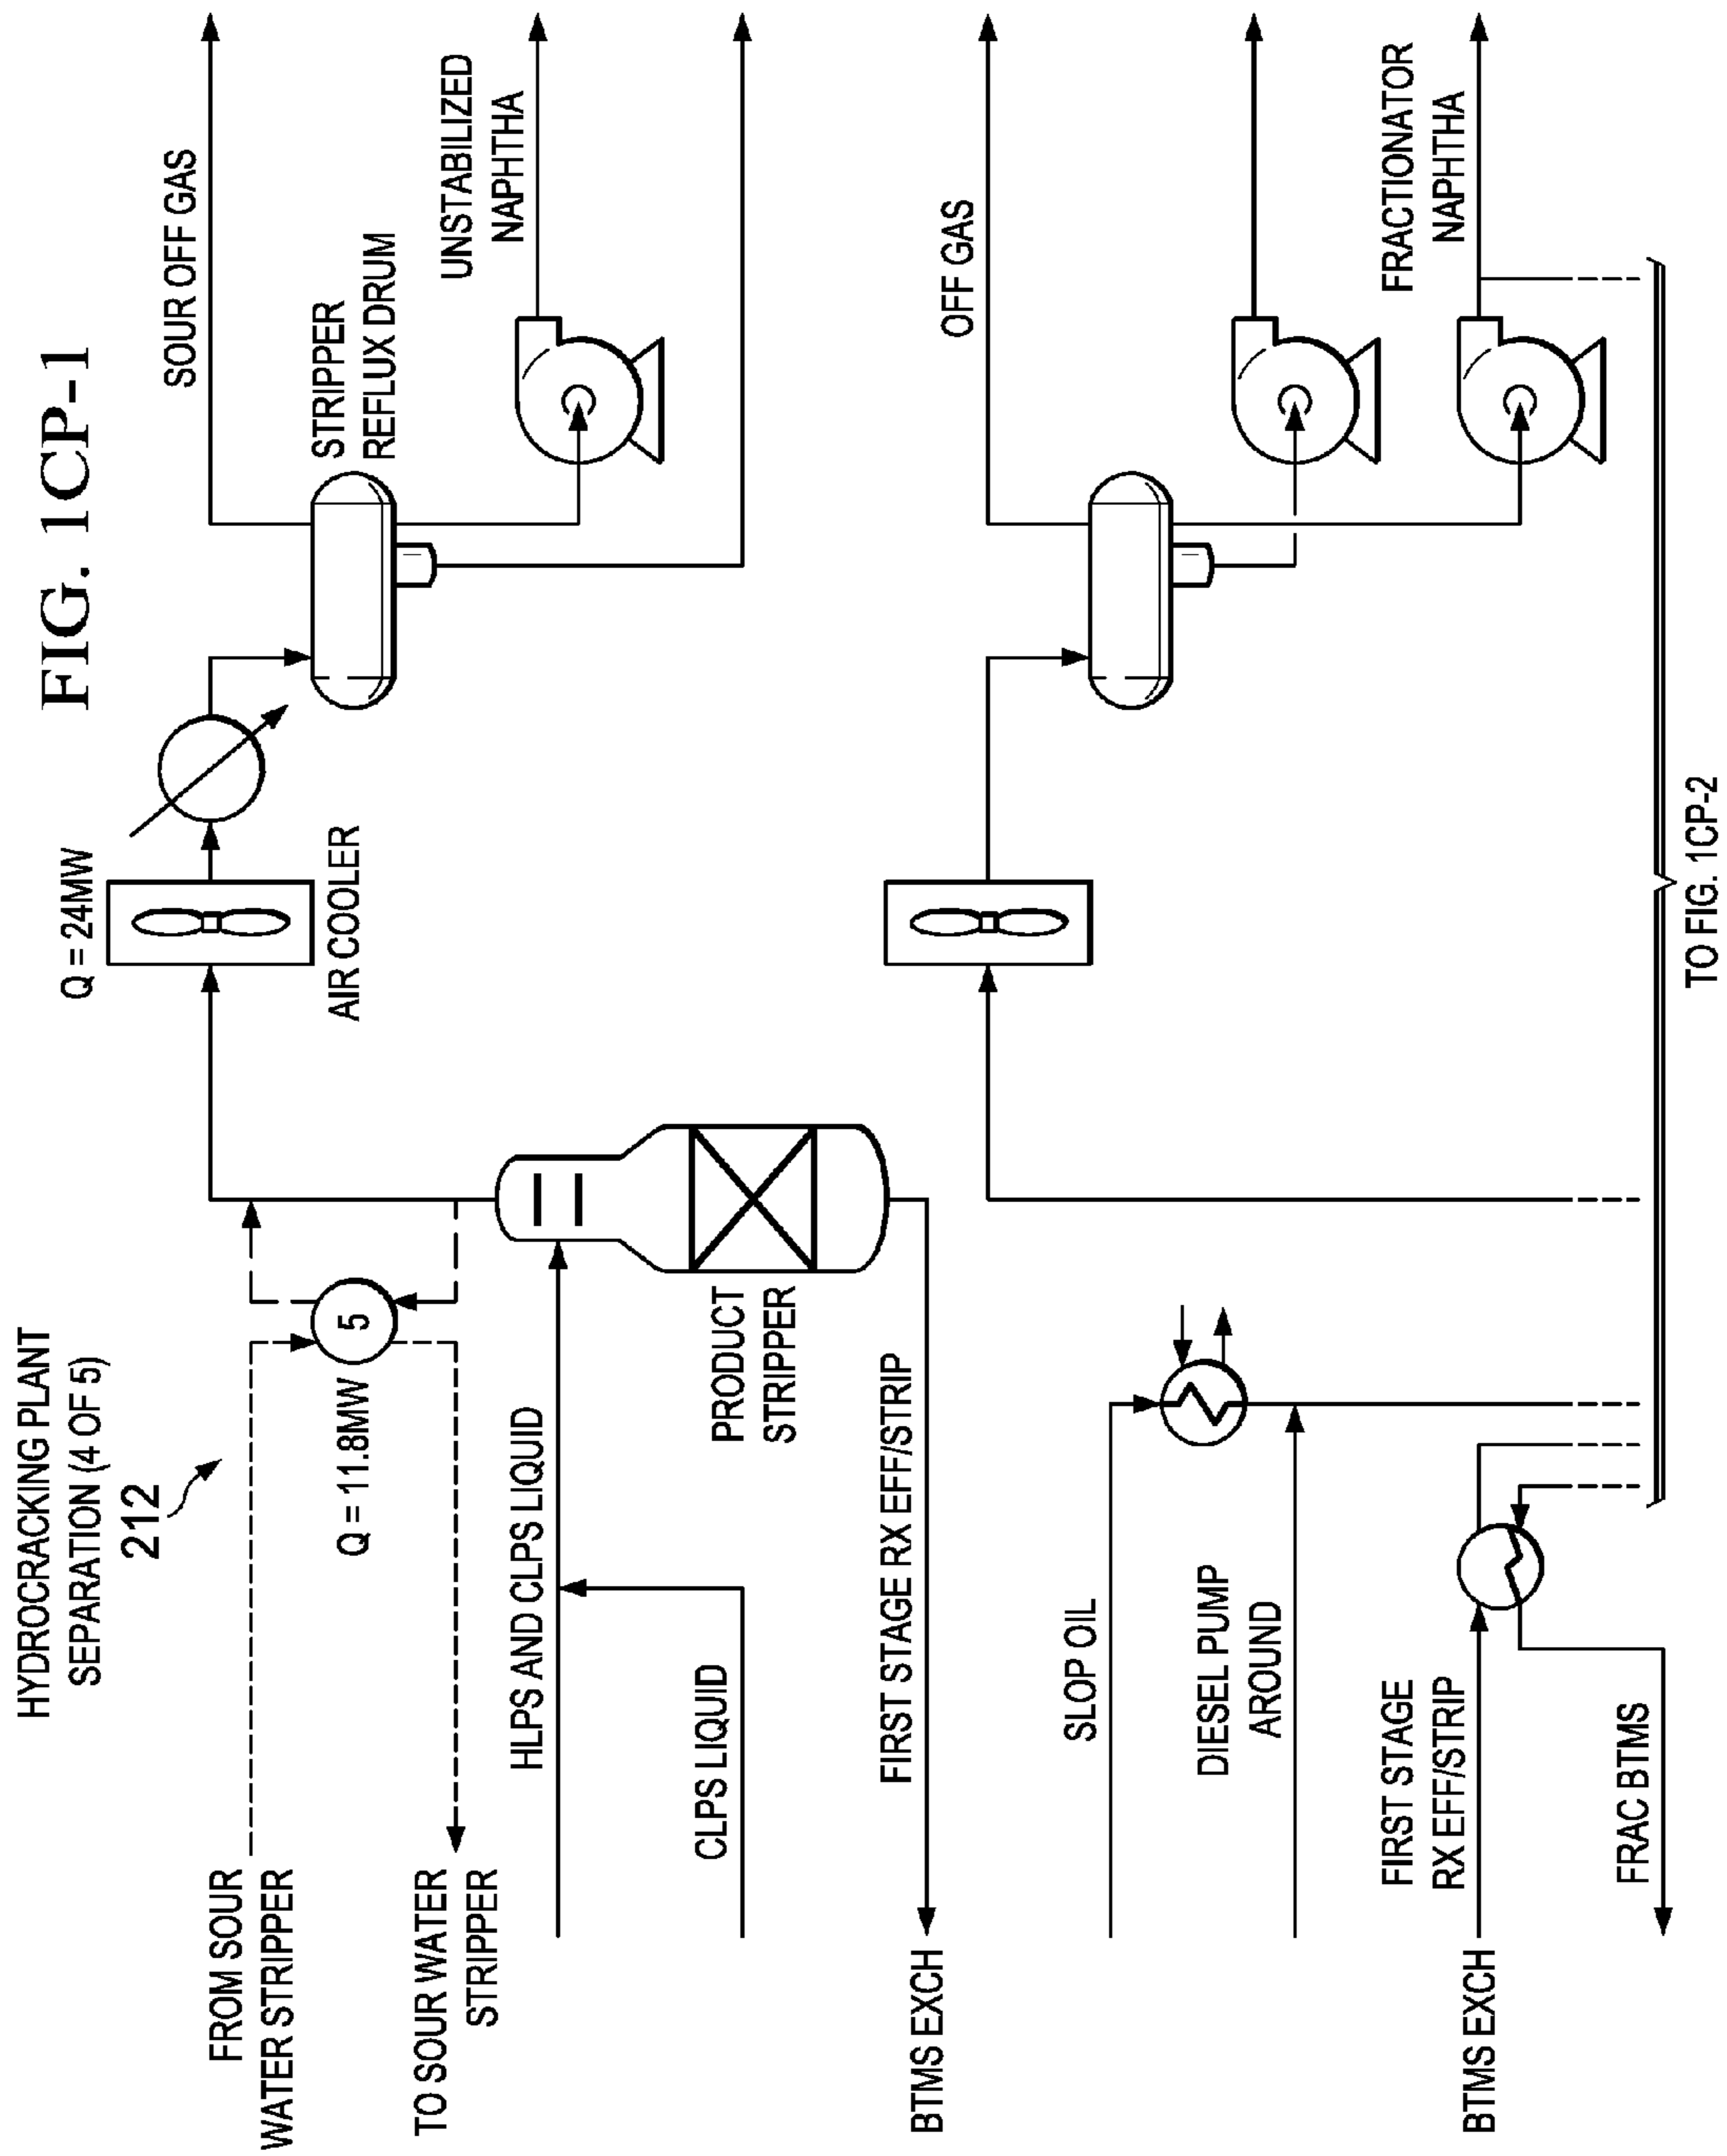 FIG. 1CP-1
HYDROCRACKING PLANT
SEPARATION (4 OF 5)
212
Q = 24MW
AIR COOLER
SOUR OFF GAS
STRIPPER
REFLUX DRUM
UNSTABILIZED
NAPHTHA
FROM SOUR
WATER STRIPPER
5
Q = 11.8MW
TO SOUR WATER
STRIPPER
HLPS AND CLPS LIQUID
CLPS LIQUID
PRODUCT
STRIPPER
FIRST STAGE RX EFF/STRIP
BTMS EXCH
OFF GAS
SLOP OIL
DIESEL PUMP
AROUND
FIRST STAGE
RX EFF/STRIP
BTMS EXCH
FRAC BTMS
FRACTIONATOR
NAPHTHA
TO FIG. 1CP-2